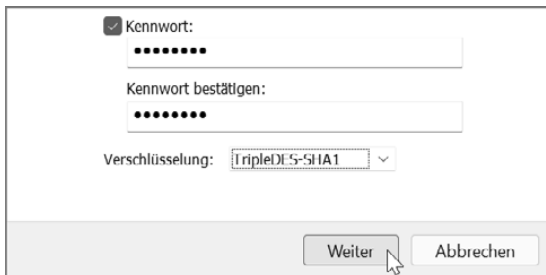 Kennwort:
••••••••
Kennwort bestätigen:
••••••••
Verschlüsselung: TripleDES-SHA1
Weiter Abbrechen